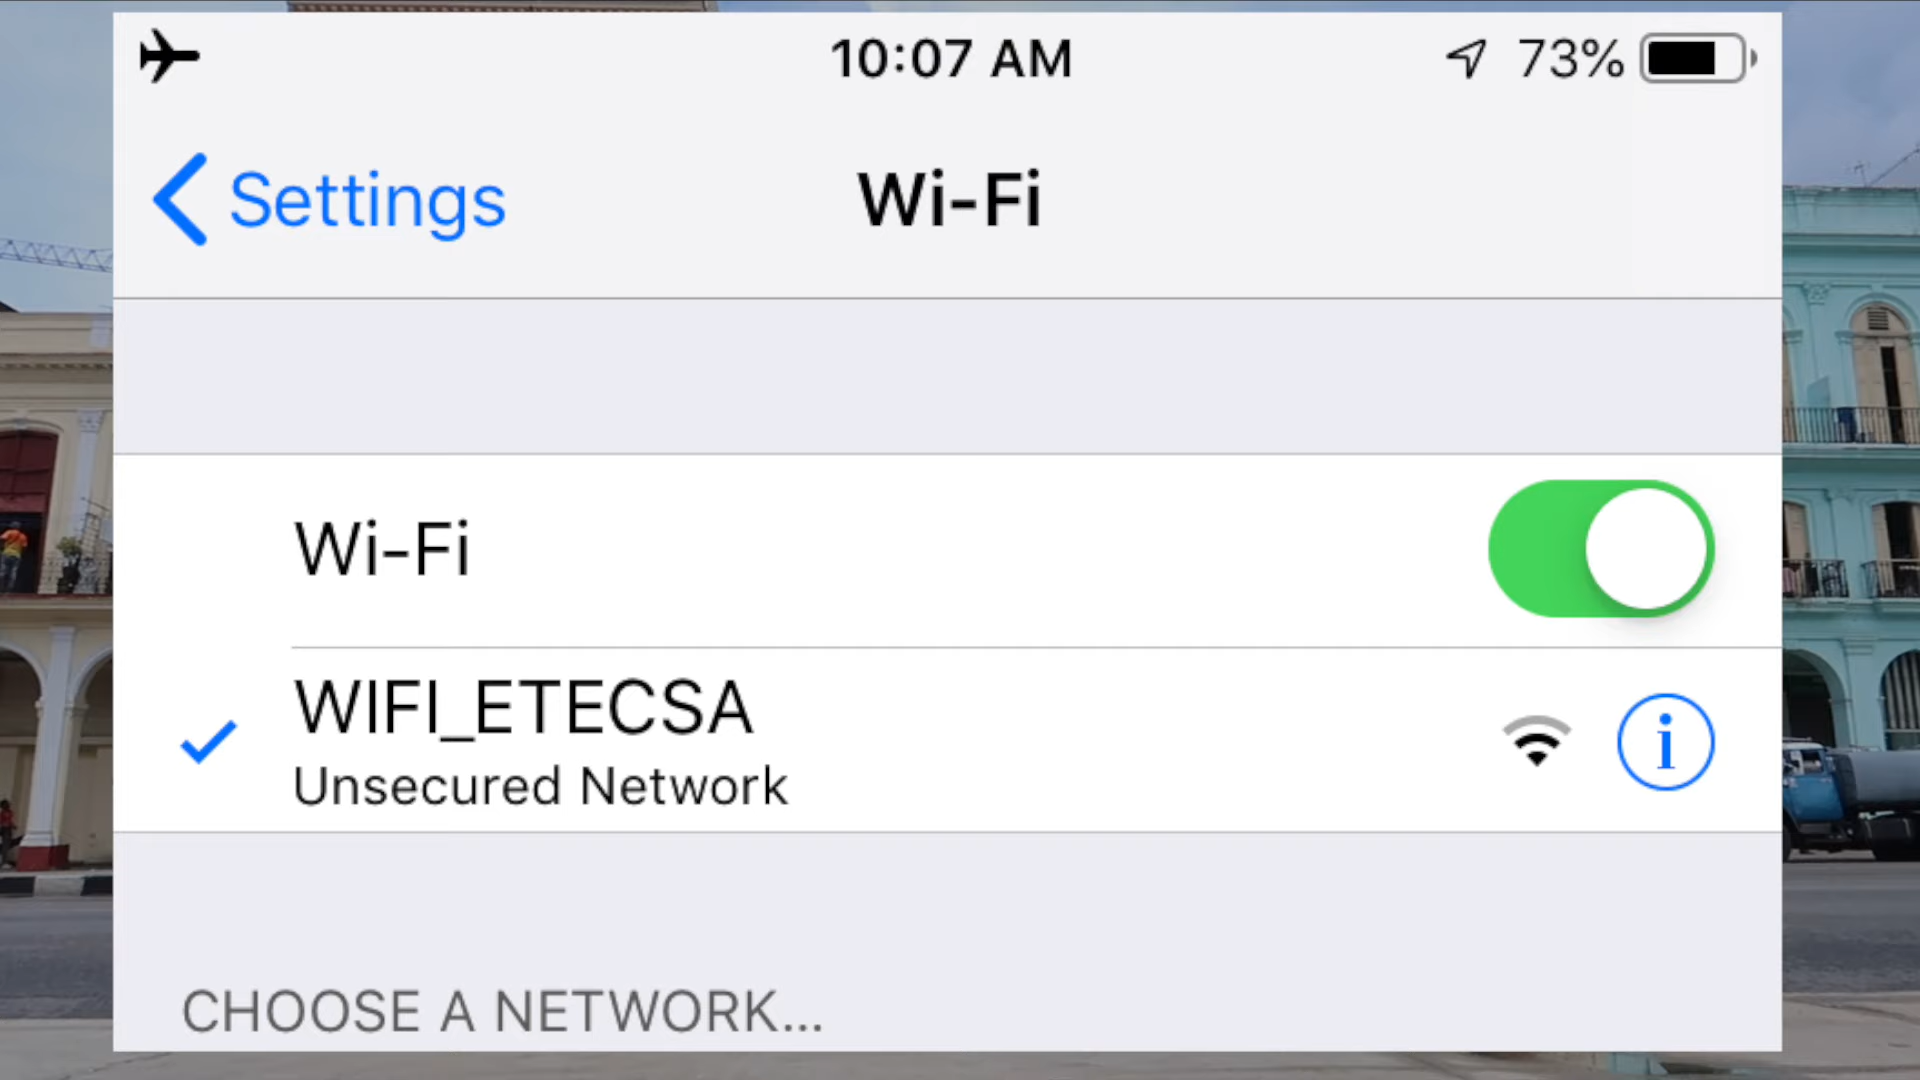 10:07 AM
73%
Settings
Wi-Fi
Wi-Fi
WIFI_ETECSA
Unsecured Network
CHOOSE A NETWORK...